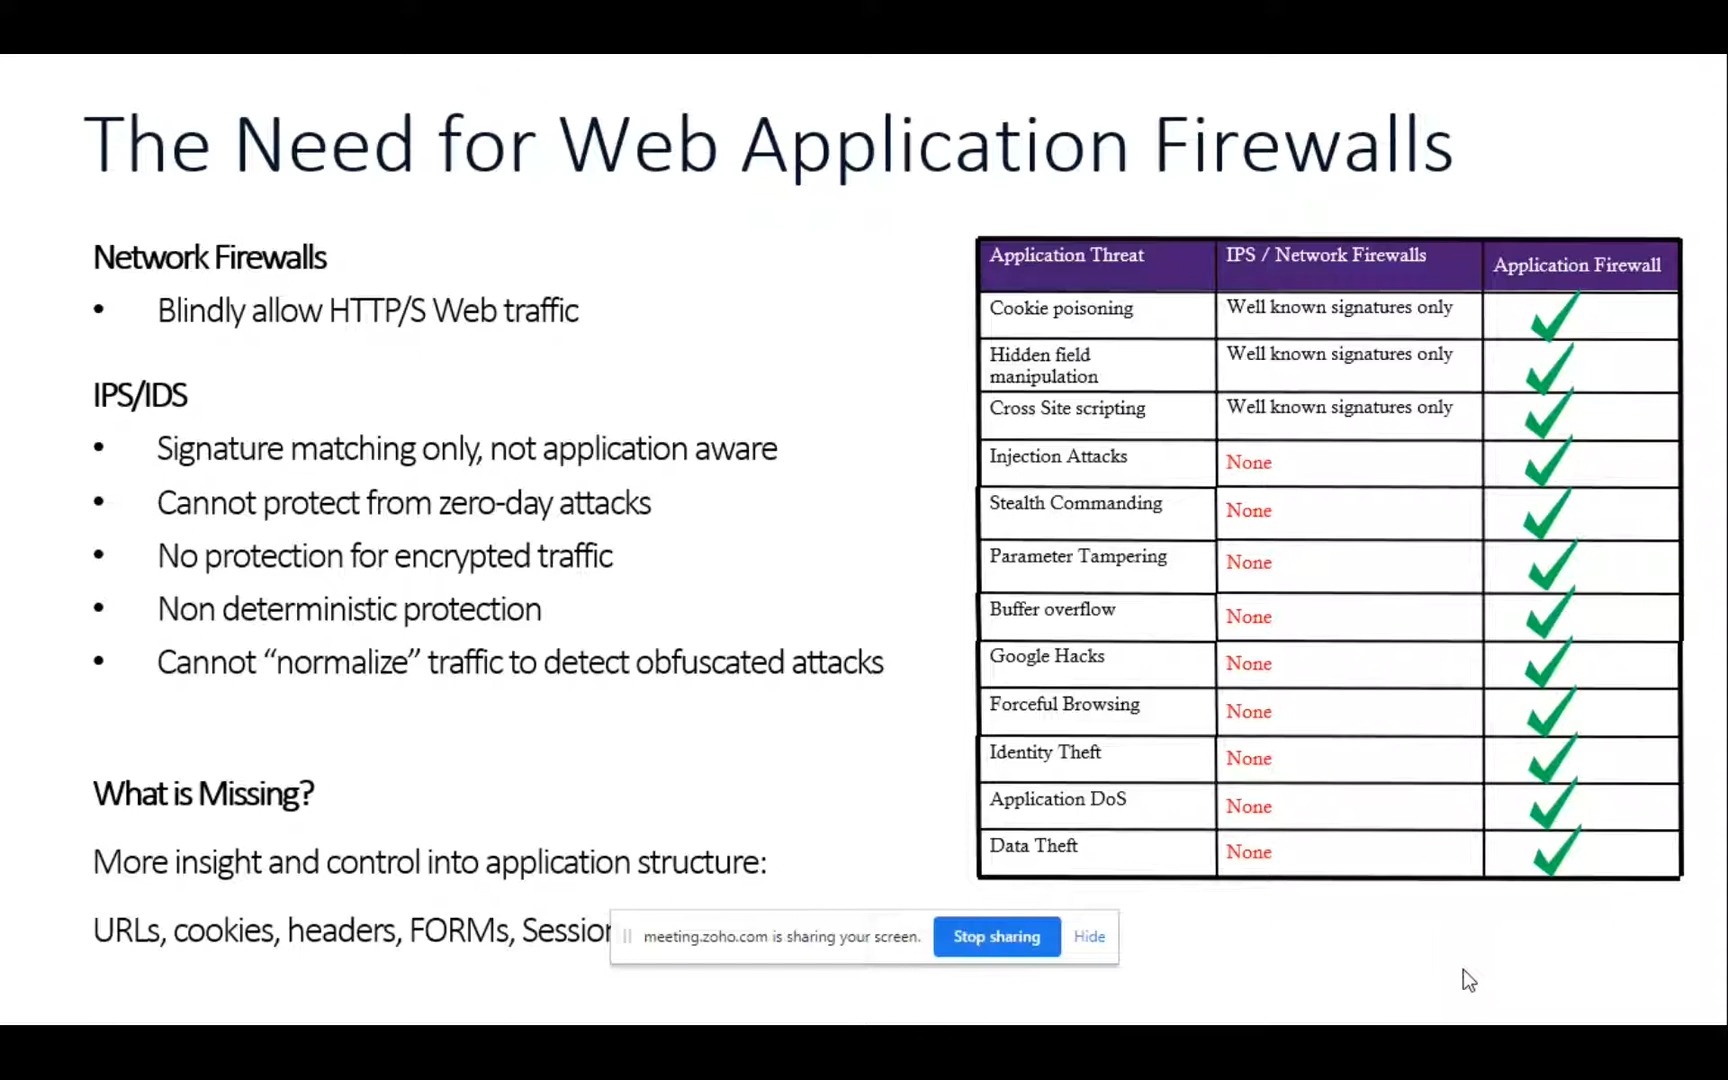 The Need for Web Application Firewalls
Network Firewalls
• Blindly allow HTTP/S Web traffic
IPS/IDS
• Signature matching only, not application aware
• Cannot protect from zero-day attacks
• No protection for encrypted traffic
• Non deterministic protection
• Cannot “normalize” traffic to detect obfuscated attacks
What is Missing?
More insight and control into application structure:
URLs, cookies, headers, FORMs,
Application Threat IPS / Network Firewalls Application Firewall
Cookie poisoning Well known signatures only
Hidden field Well known signatures only
manipulation
Cross Site scripting Well known signatures only
Injection Attacks None
Stealth Commanding None
Parameter Tampering None
Buffer overflow None
Google Hacks None
Forceful Browsing None
Identity Theft None
Application DoS None
Data Theft None
meeting.zoho.com is sharing your screen. Stop sharing Hide